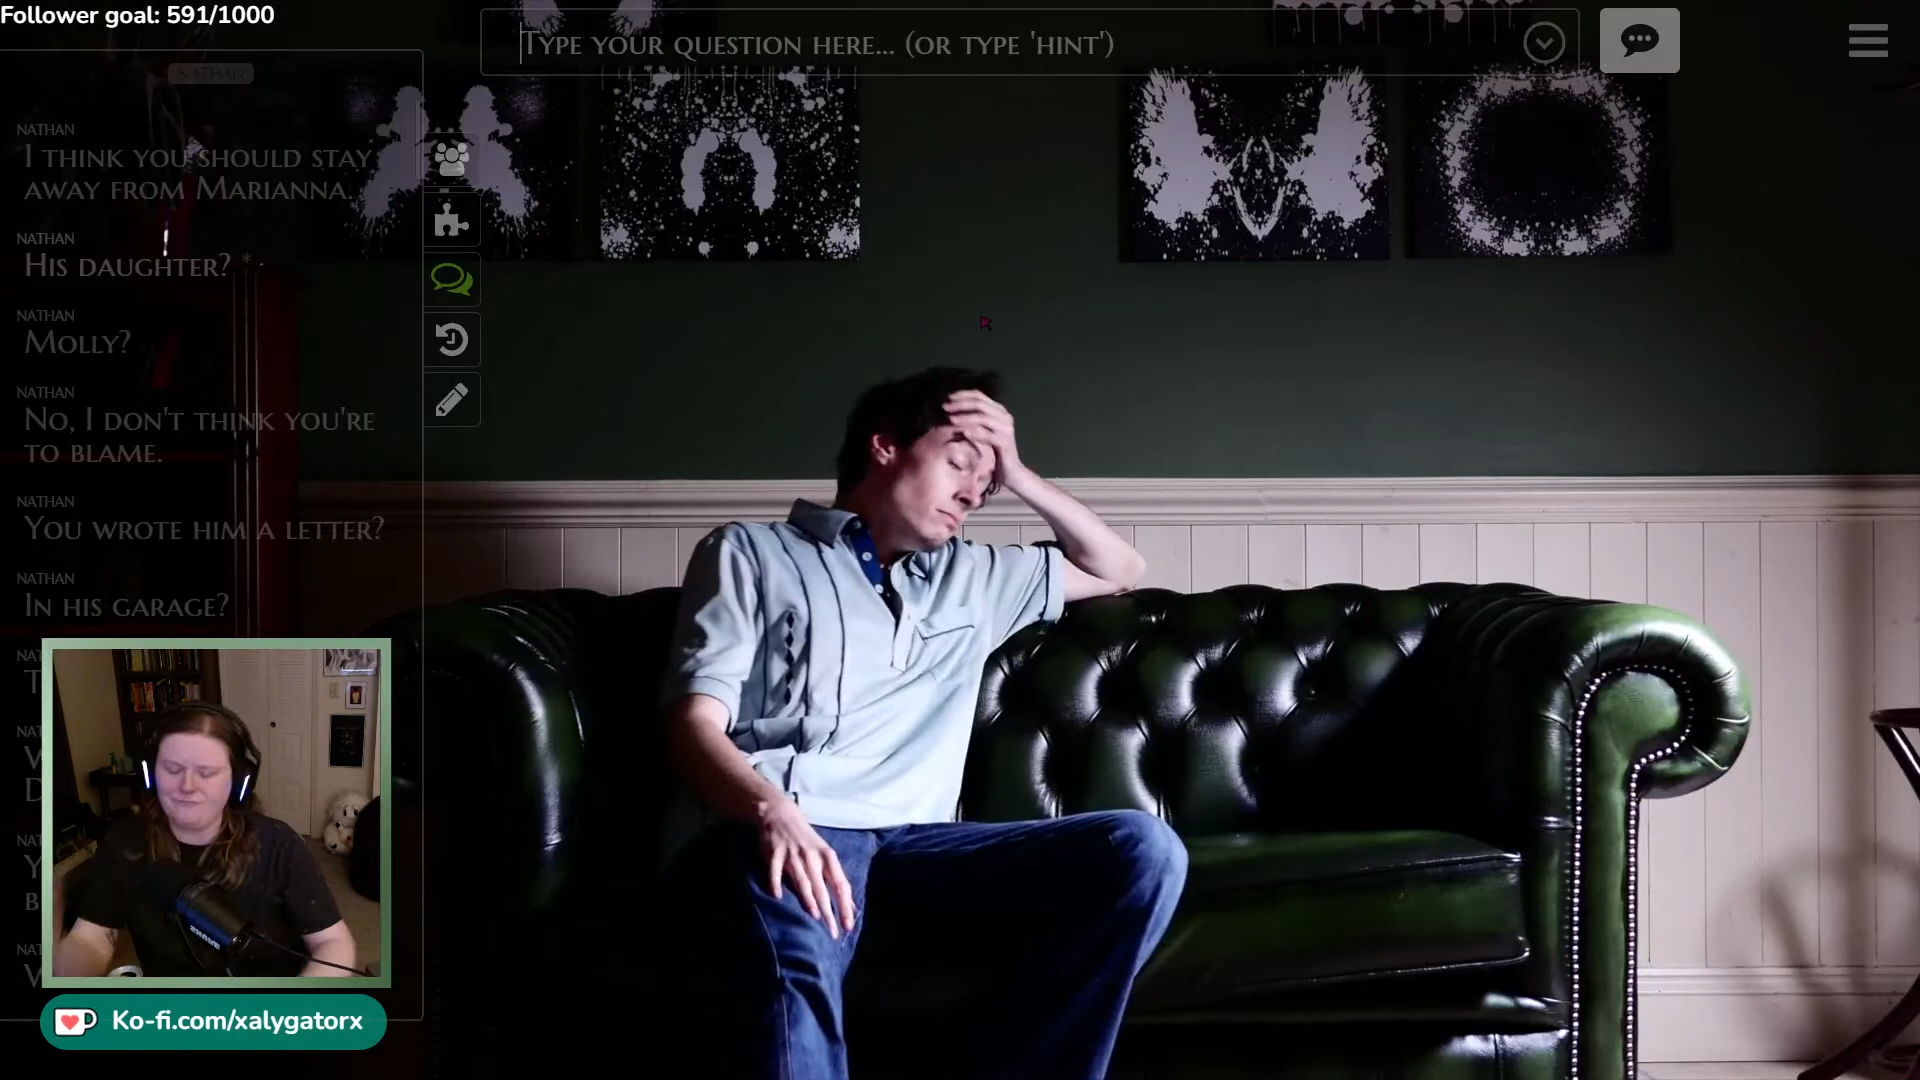 Follower goal: 591/1000
Type your question here... (or type 'hint')
NATHAN
NATHAN
I THINK YOU SHOULD STAY
AWAY FROM MARIANNA.
NATHAN
HIS DAUGHTER? *
NATHAN
MOLLY?
NATHAN
NO, I DON'T THINK YOU'RE
TO BLAME.
NATHAN
YOU WROTE HIM A LETTER?
NATHAN
IN HIS GARAGE?
Ko-fi.com/xalygatorx